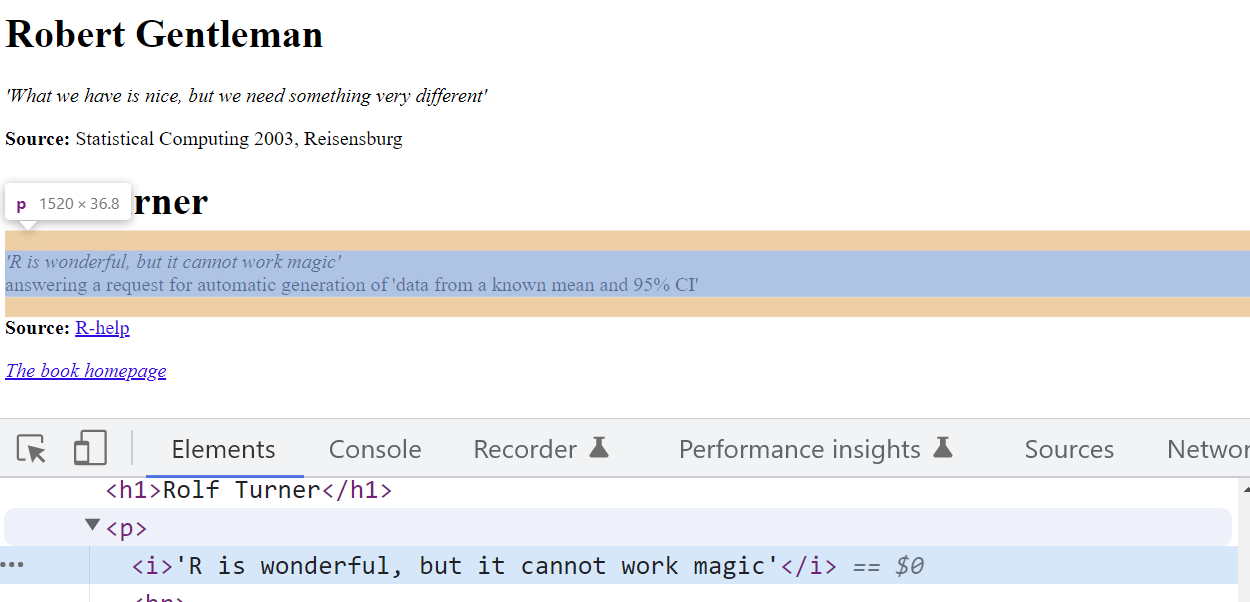 Robert Gentleman
'What we have is nice, but we need something very different'
Source: Statistical Computing 2003, Reisensburg
p 1520 × 36.8
rner
'R is wonderful, but it cannot work magic'
answering a request for automatic generation of 'data from a known mean and 95% CI'
Source: R-help
The book homepage
Elements Console Recorder Performance insights Sources Networ
<h1>Rolf Turner</h1>
<p>
<i>'R is wonderful, but it cannot work magic'</i> == $0